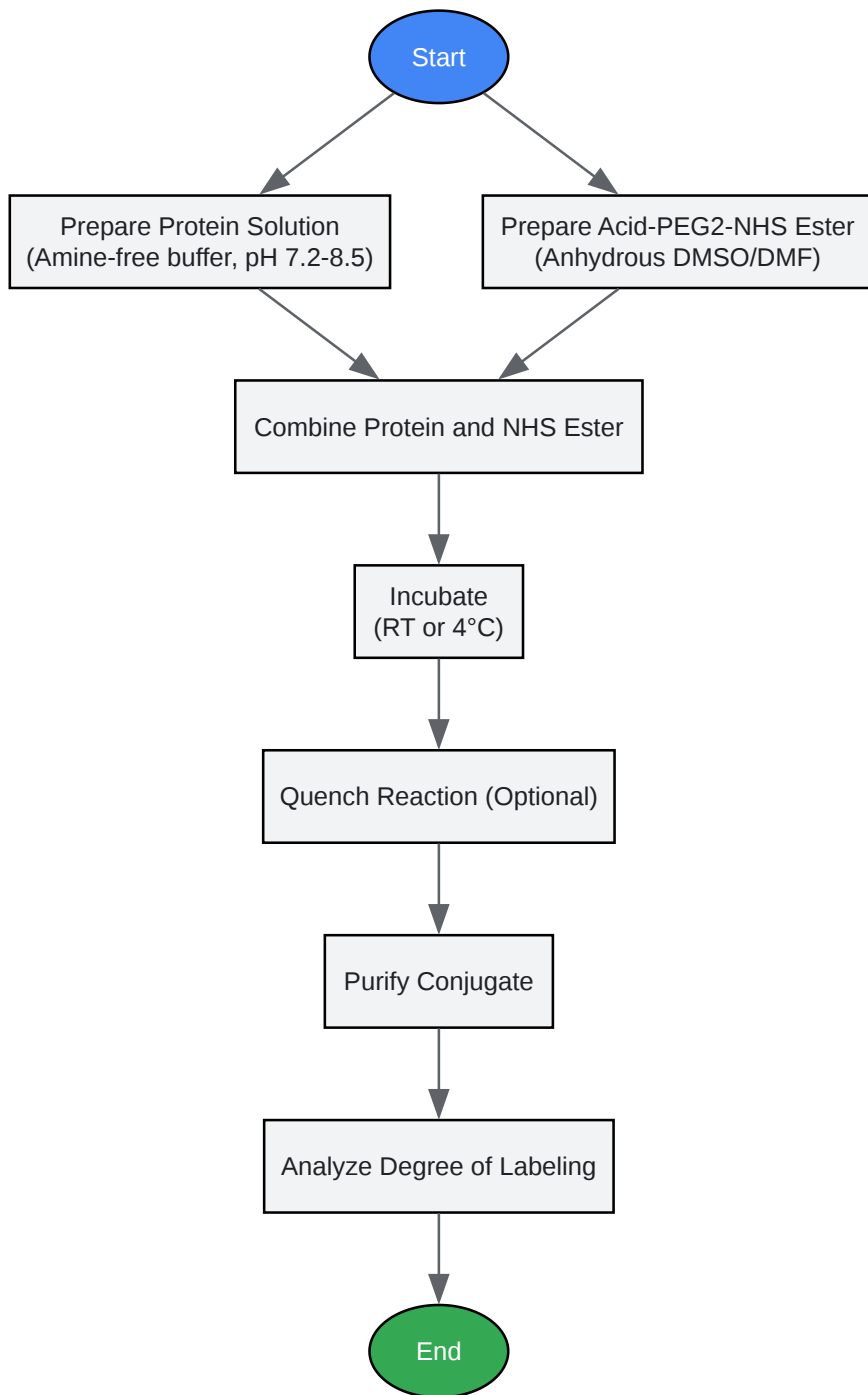 Start
Prepare Protein Solution
(Amine-free buffer, pH 7.2-8.5)
Prepare Acid-PEG2-NHS Ester
(Anhydrous DMSO/DMF)
Combine Protein and NHS Ester
Incubate
(RT or 4°C)
Quench Reaction (Optional)
Purify Conjugate
Analyze Degree of Labeling
End